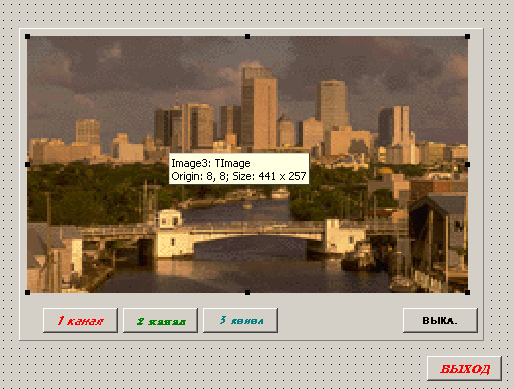 Image3: TImage
Origin: 8, 8; Size: 441 x 257
1 канал
2 канал
3 канал
ВЫКЛ.
ВЫХОД